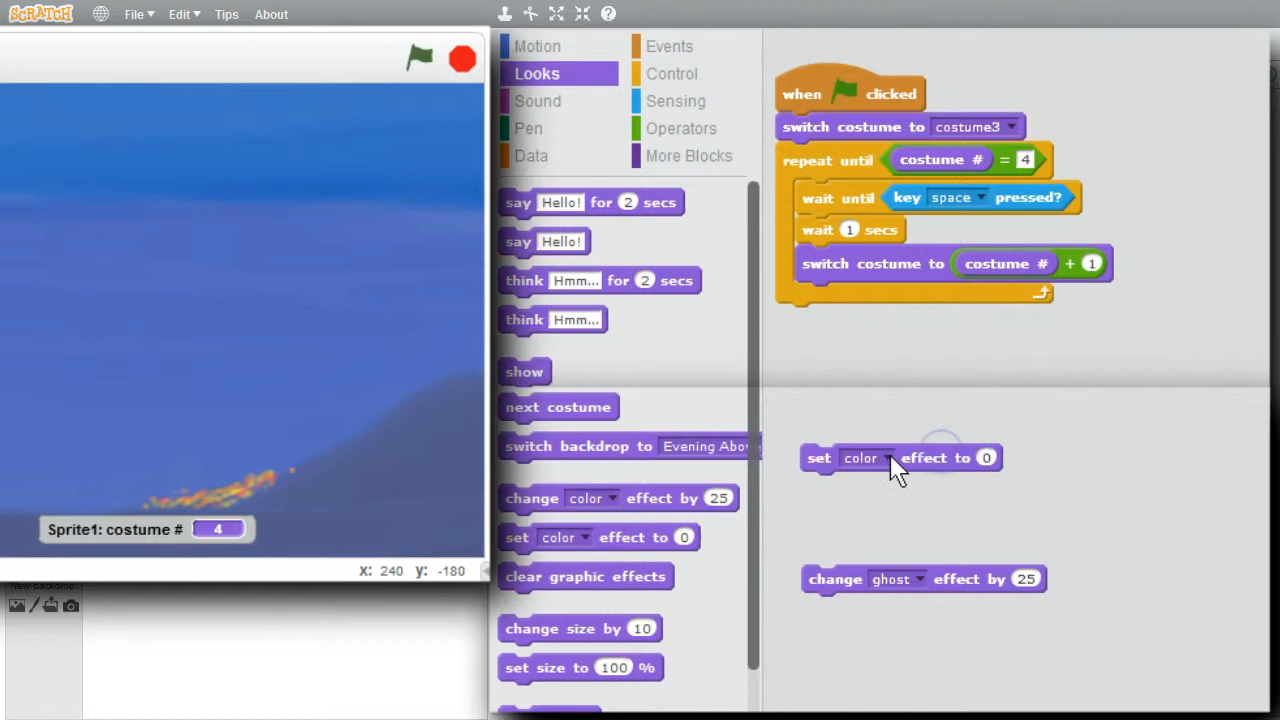 SCRATCH File Edit Tips About
Motion Events
Looks Control
Sound Sensing
Pen Operators
Data More Blocks
say Hello! for 2 secs
say Hello!
think Hmm... for 2 secs
think Hmm...
show
next costume
switch backdrop to Evening Abov
change color effect by 25
set color effect to 0
clear graphic effects
change size by 10
set size to 100 %
when clicked
switch costume to costume3
repeat until costume # = 4
wait until key space pressed?
wait 1 secs
switch costume to costume # + 1
set color effect to 0
change ghost effect by 25
Sprite1: costume # 4
x: 240 y: -180